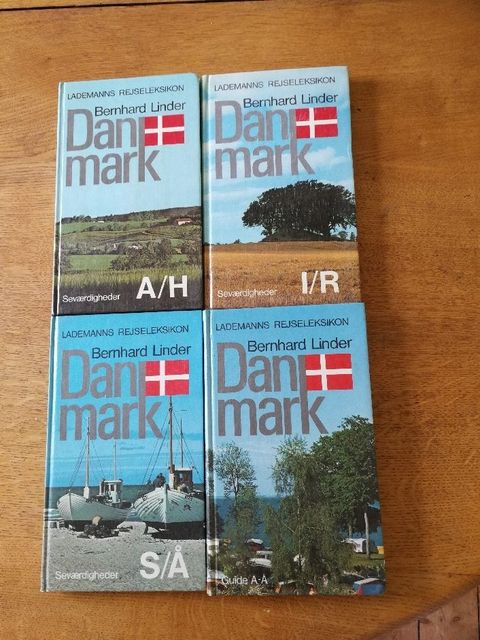 LADEMANNS REJSELEKSIKON
Bernhard Linder
Dan
mark
A/H
Seværdigheder
LADEMANNS REJSELEKSIKON
Bernhard Linder
Dan
mark
I/R
Seværdigheder
LADEMANNS REJSELEKSIKON
Bernhard Linder
Dan
mark
S/Å
Seværdigheder
LADEMANNS REJSELEKSIKON
Bernhard Linder
Dan
mark
Guide A-Å